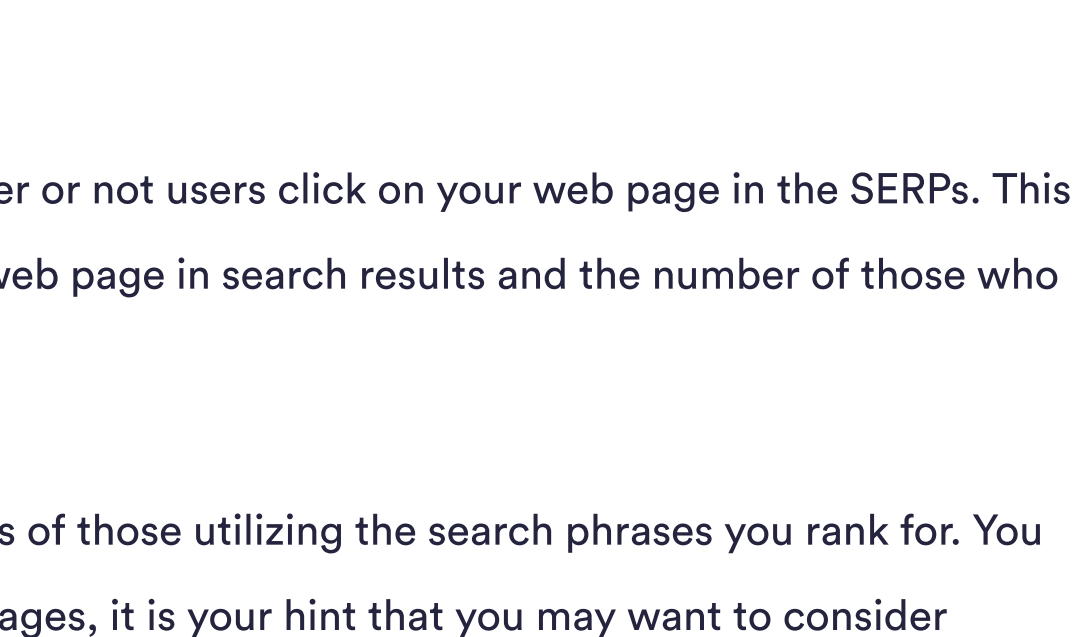 er or not users click on your web page in the SERPs. This
web page in search results and the number of those who
s of those utilizing the search phrases you rank for. You
ages, it is your hint that you may want to consider